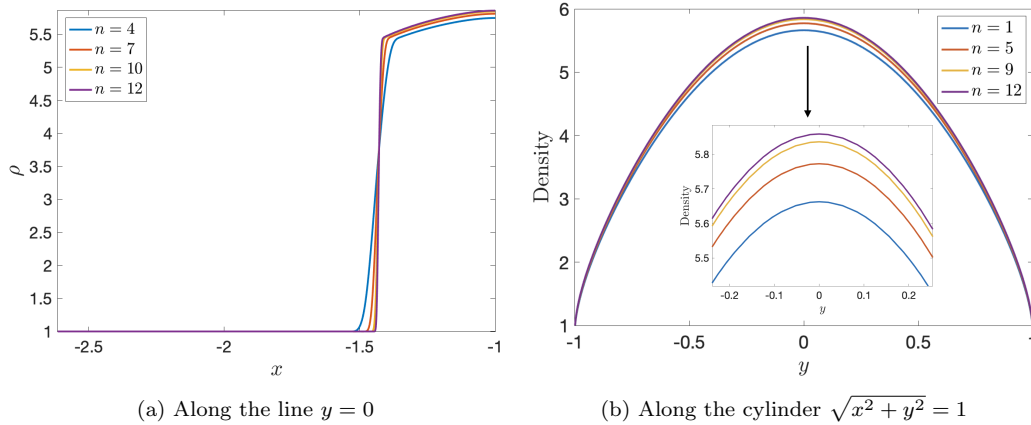 n = 4
n = 7
n = 10
n = 12
5.5
5
4.5
4
3.5
3
2.5
2
1.5
1
ρ
-2.5
-2
-1.5
-1
x
(a) Along the line y = 0
n = 1
n = 5
n = 9
n = 12
6
5
4
3
2
1
Density
5.8
5.7
5.6
5.5
Density
-0.2
-0.1
0
0.1
0.2
y
-1
-0.5
0
0.5
1
y
(b) Along the cylinder √x² + y² = 1